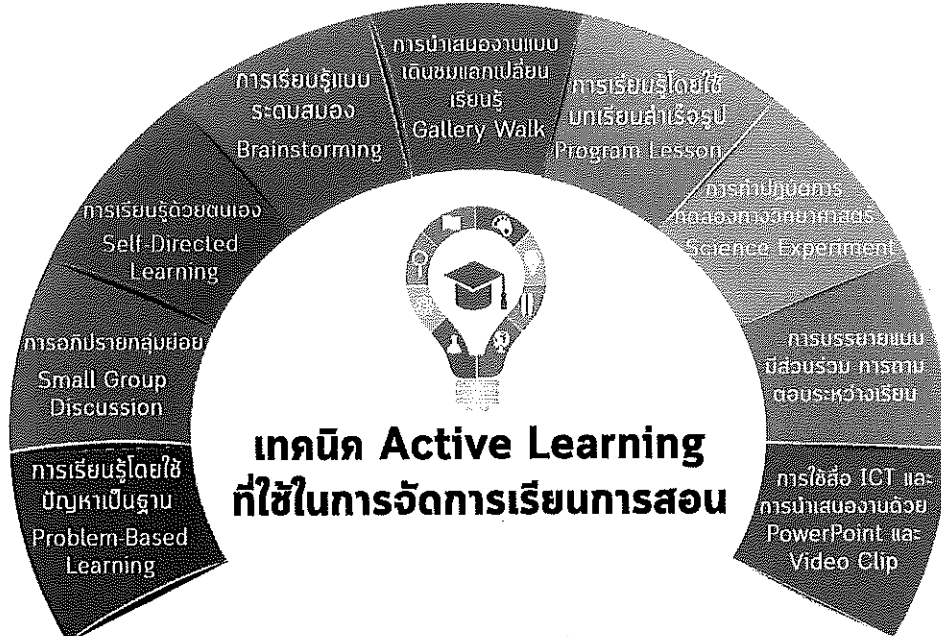 การเรียนรู้โดยใช้
ปัญหาเป็นฐาน
Problem-Based
Learning
การอภิปรายกลุ่มย่อย
Small Group
Discussion
การเรียนรู้ด้วยตนเอง
Self-Directed
Learning
การเรียนรู้แบบ
ระดมสมอง
Brainstorming
การนำเสนองานแบบ
เดินชมแลกเปลี่ยน
เรียนรู้
Gallery Walk
การเรียนรู้โดยใช้
บทเรียนสำเร็จรูป
Program Lesson
การทำปฏิบัติการ
ทดลองทางวิทยาศาสตร์
Science Experiment
การบรรยายแบบ
มีส่วนร่วม การถาม
ตอบระหว่างเรียน
การใช้สื่อ ICT และ
การนำเสนองานด้วย
PowerPoint และ
Video Clip
เทคนิค Active Learning
ที่ใช้ในการจัดการเรียนการสอน